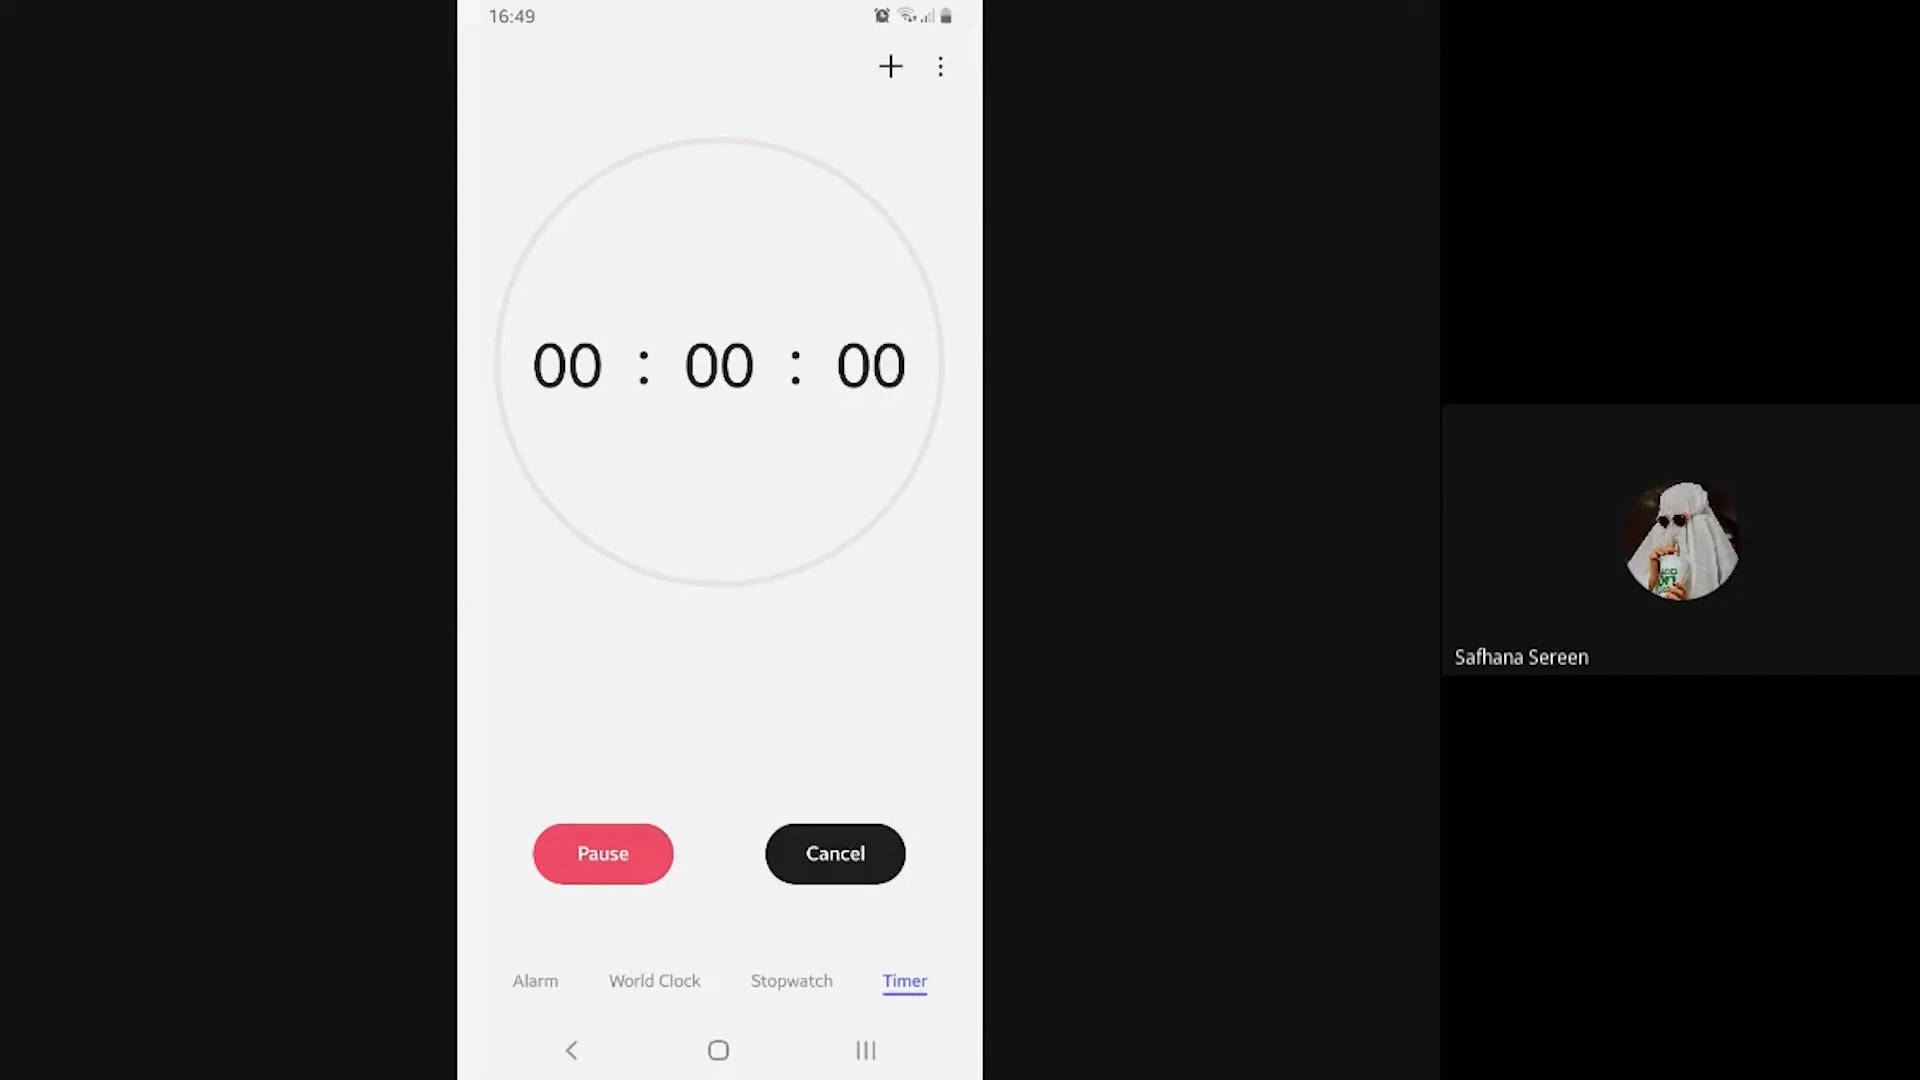 16:49
00 : 00 : 00
Pause
Cancel
Alarm
World Clock
Stopwatch
Timer
Safhana Sereen